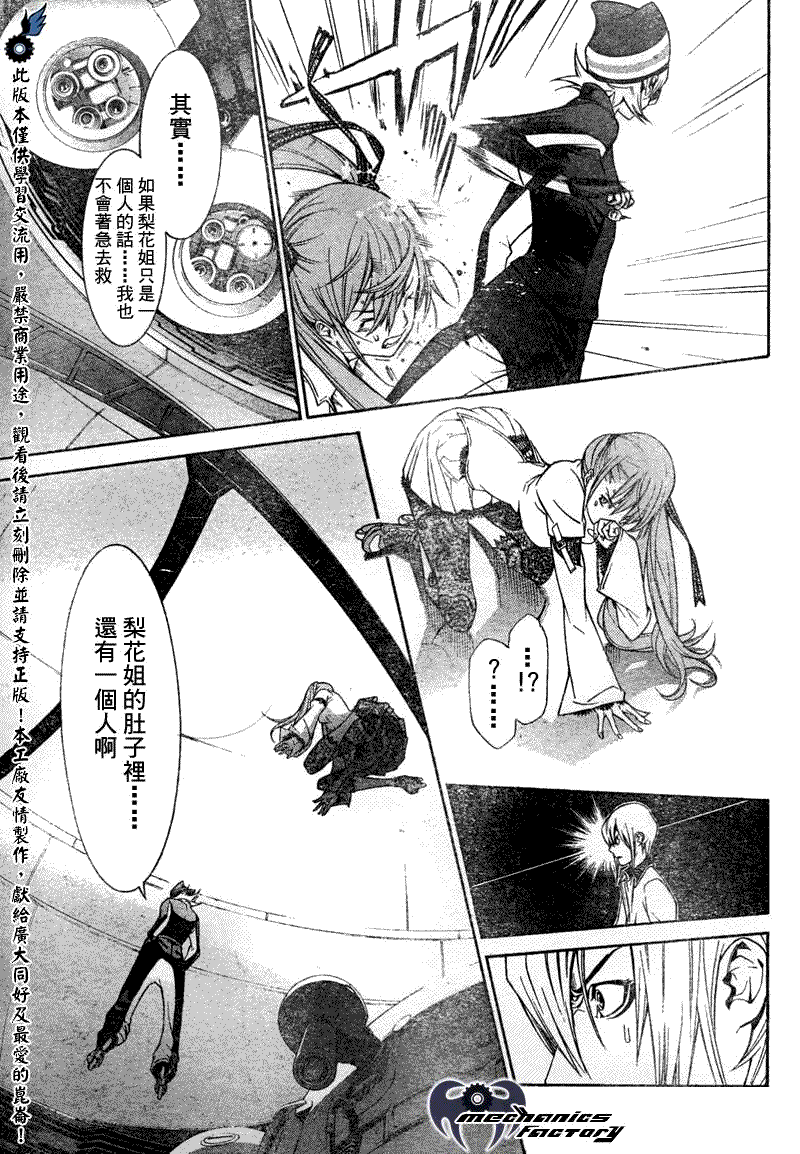 其實……
如果梨花姐只是一
個人的話……我也
不會著急去救
…!?
?……
梨花姐的肚子裡……
還有一個人啊
此版本僅供學習交流用，嚴禁商業用途，觀看後請立刻刪除並請支持正版！本工廠友情製作，獻給廣大同好及最愛的崑崙！
mechanics
factory